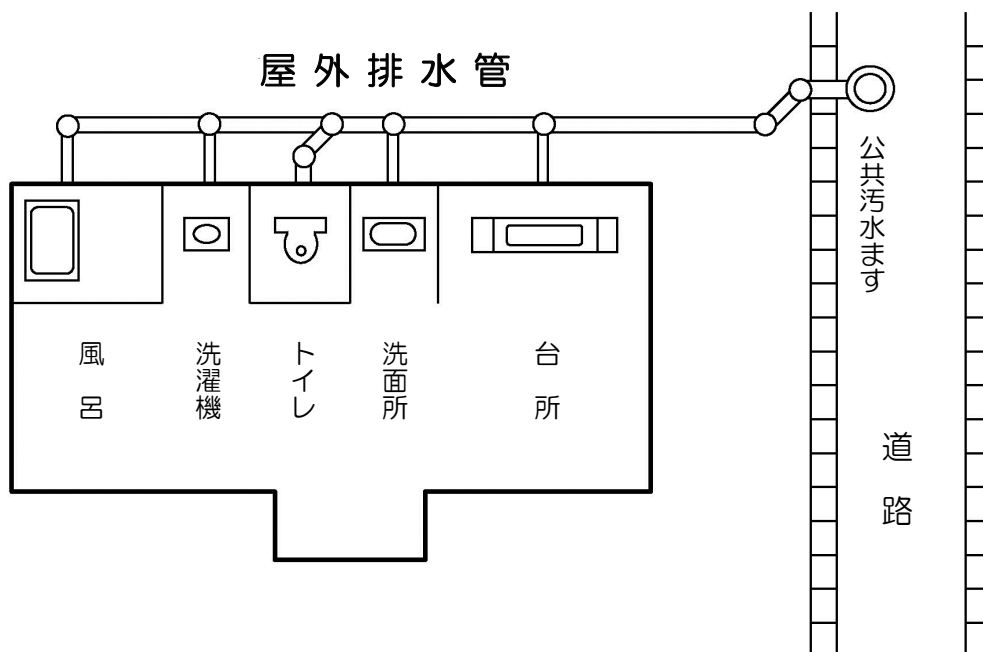 屋外排水管
公共汚水ます
風呂
洗濯機
トイレ
洗面所
台所
道路